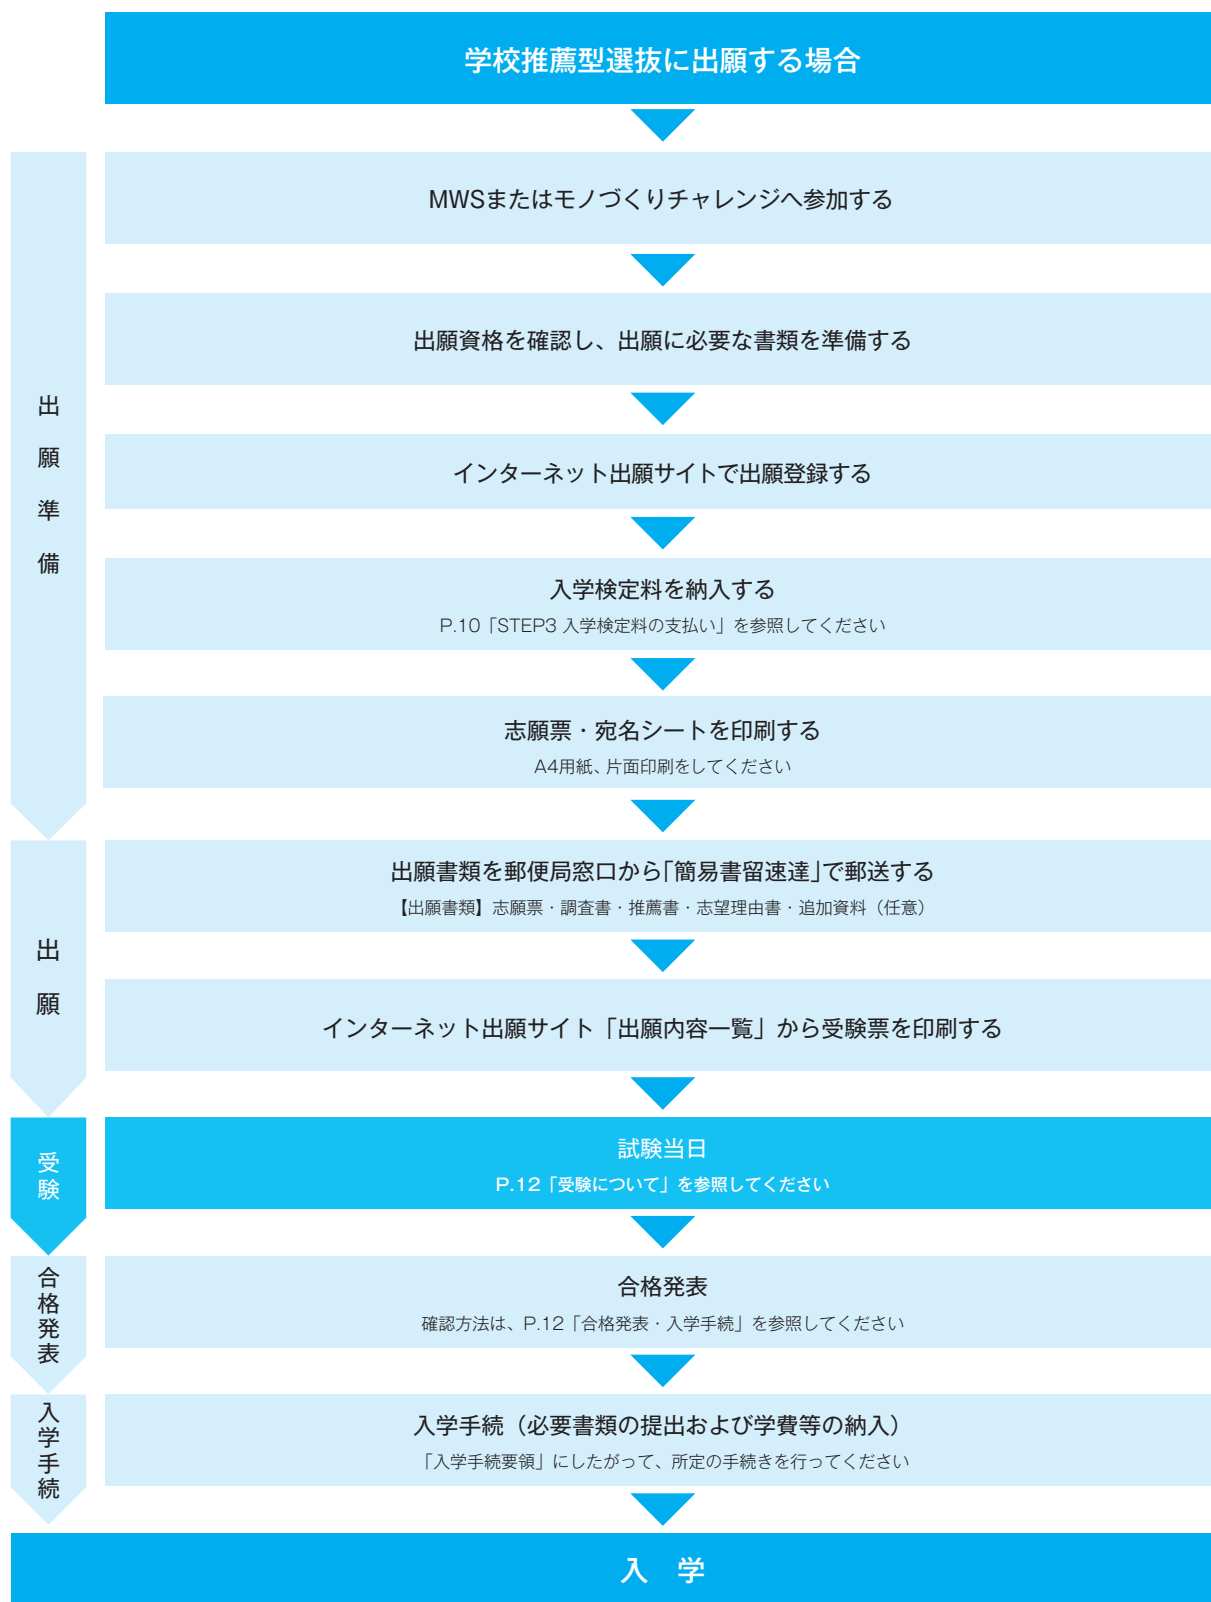 学校推薦型選抜に出願する場合
出願準備
MWSまたはモノづくりチャレンジへ参加する
出願資格を確認し、出願に必要な書類を準備する
インターネット出願サイトで出願登録する
入学検定料を納入する
P.10「STEP3 入学検定料の支払い」を参照してください
志願票・宛名シートを印刷する
A4用紙、片面印刷をしてください
出願
出願書類を郵便局窓口から「簡易書留速達」で郵送する
【出願書類】志願票・調査書・推薦書・志望理由書・追加資料（任意）
インターネット出願サイト「出願内容一覧」から受験票を印刷する
受験
試験当日
P.12「受験について」を参照してください
合格発表
合格発表
確認方法は、P.12「合格発表・入学手続」を参照してください
入学手続
入学手続（必要書類の提出および学費等の納入）
「入学手続要領」にしたがって、所定の手続きを行ってください
入　学